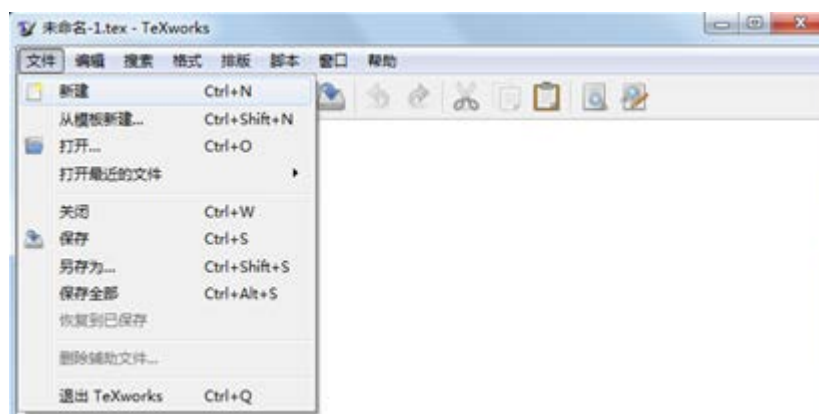 未命名-1.tex - TeXworks
文件 编辑 搜索 格式 排版 脚本 窗口 帮助
新建 Ctrl+N
从模板新建... Ctrl+Shift+N
打开... Ctrl+O
打开最近的文件
关闭 Ctrl+W
保存 Ctrl+S
另存为... Ctrl+Shift+S
保存全部 Ctrl+Alt+S
恢复到已保存
删除辅助文件...
退出 TeXworks Ctrl+Q